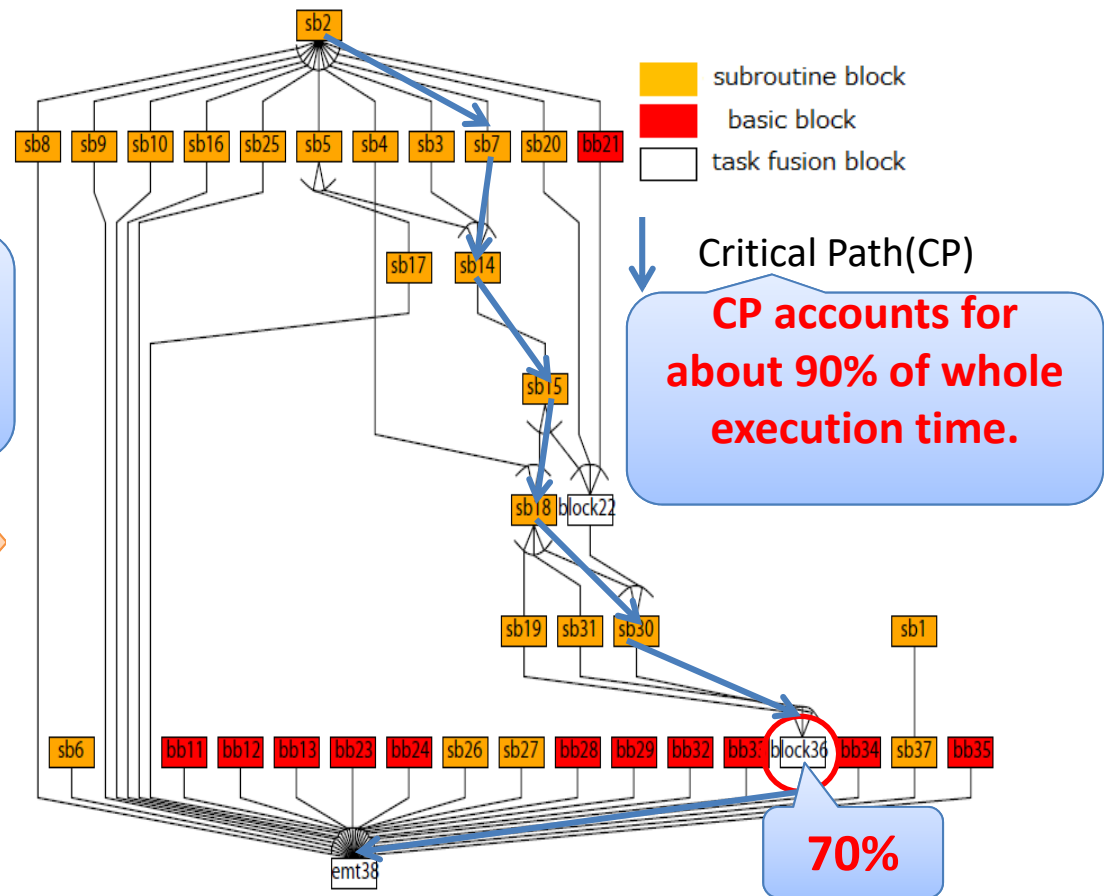 sb2
subroutine block
basic block
task fusion block
sb8 sb9 sb10 sb16 sb25 sb5 sb4 sb3 sb7 sb20 bb21
Critical Path(CP)
sb17 sb14
CP accounts for
about 90% of whole
execution time.
sb15
sb18 block22
sb19 sb31 sb30 sb1
sb6 bb11 bb12 bb13 bb23 bb24 sb26 sb27 bb28 bb29 bb32 bb33 block36 bb34 sb37 bb35
70%
emt38